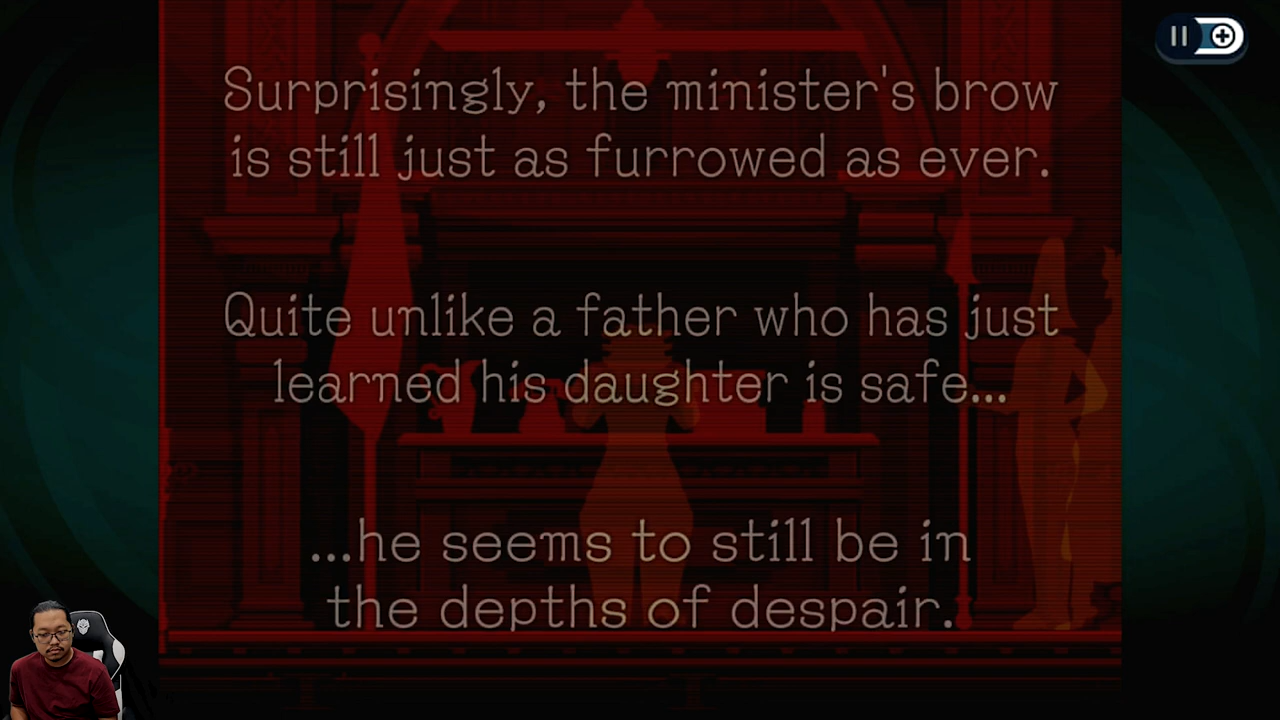 Surprisingly, the minister's brow
is still just as furrowed as ever.
Quite unlike a father who has just
learned his daughter is safe...
...he seems to still be in
the depths of despair.